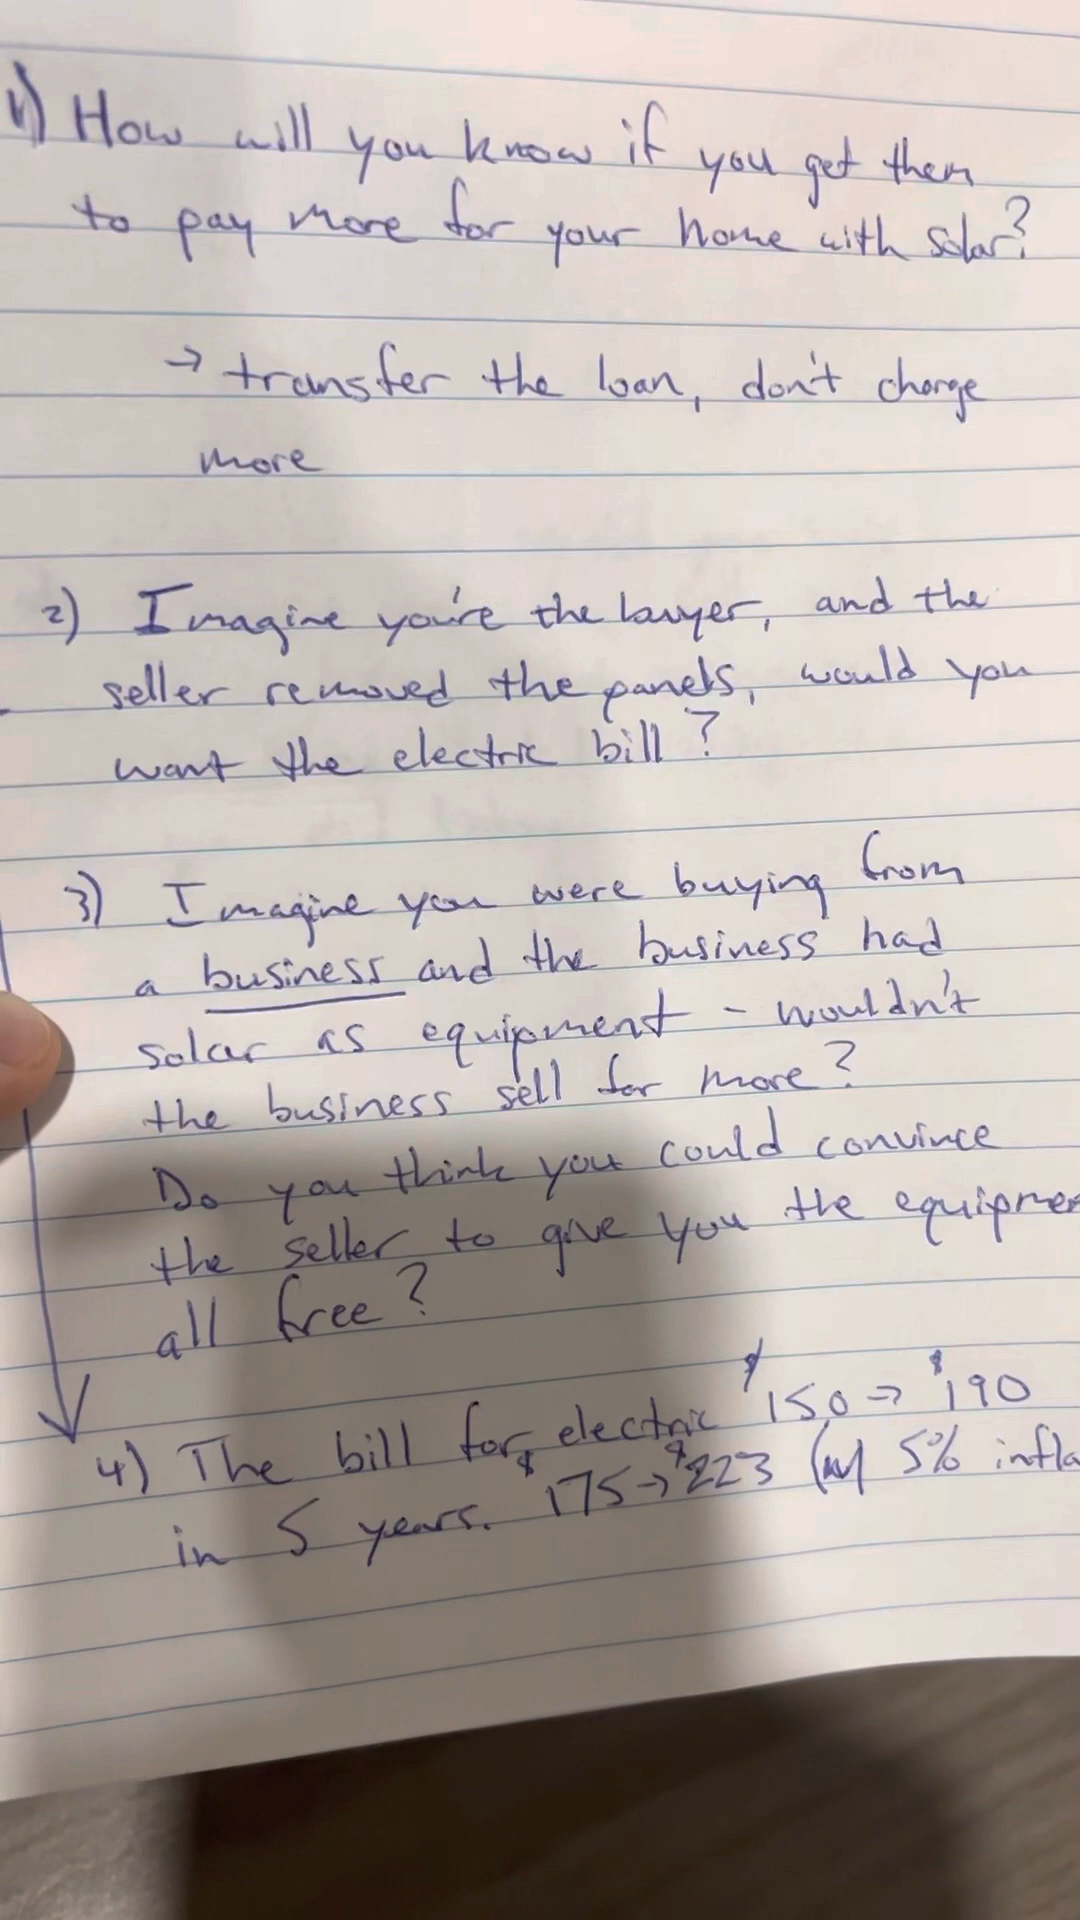 1) How will you know if you get them
to pay more for your home with solar?
→ transfer the loan, don't charge
more
2) Imagine you're the buyer, and the
seller removed the panels, would you
want the electric bill?
3) Imagine you were buying from
a business and the business had
solar as equipment - wouldn't
the business sell for more?
Do you think you could convince
the seller to give you the equipmen
all free?
4) The bill for electric $150 → $190
in 5 years. $175 → $223 (w/ 5% infla